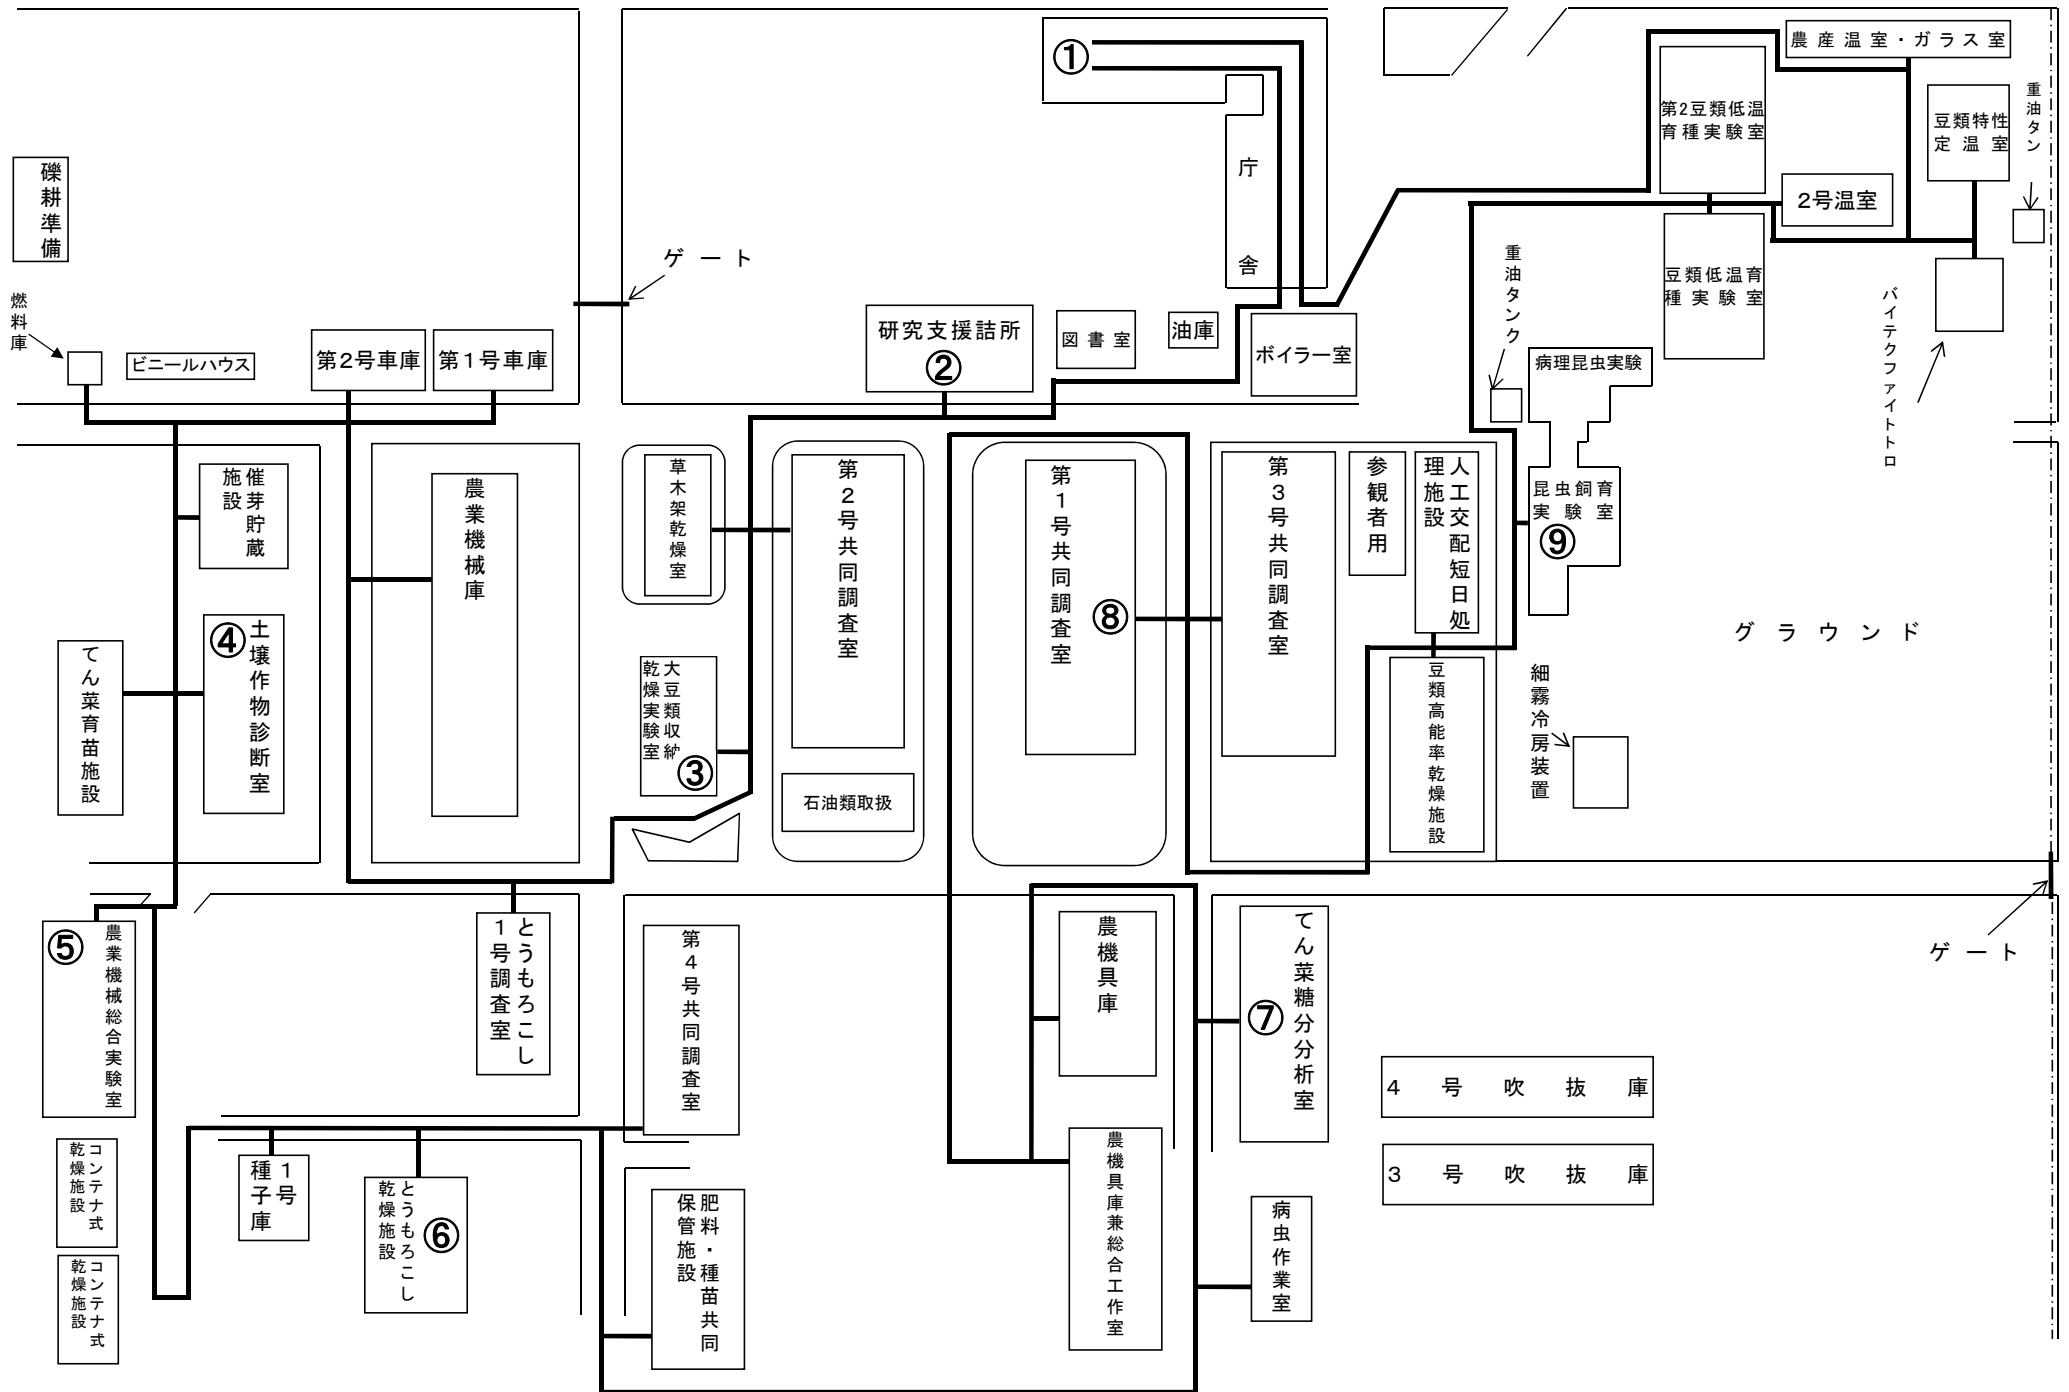 ①
農産温室・ガラス室
第2豆類低温
育種実験室
豆類特性
定温室
重油タン
庁舎
2号温室
礫耕準備
ゲート
重油タンク
豆類低温育
種実験室
バイテクファイトトロ
燃料庫
ビニールハウス
第2号車庫
第1号車庫
研究支援詰所
②
図書室
油庫
ボイラー室
病理昆虫実験
催芽貯蔵
施設
農業機械庫
草木架乾燥室
第2号共同調査室
第1号共同調査室
⑧
第3号共同調査室
参観者用
人工交配短日処
理施設
昆虫飼育
実験室
⑨
グラウンド
てん菜育苗施設
④
土壌作物診断室
大豆類収納
乾燥実験室
③
石油類取扱
豆類高能率乾燥施設
細霧冷房装置
ゲート
⑤
農業機械総合実験室
とうもろこし
1号調査室
第4号共同調査室
農機具庫
てん菜糖分分析室
⑦
4号吹抜庫
3号吹抜庫
コンテナ式
乾燥施設
コンテナ式
乾燥施設
1号
種子庫
とうもろこし
乾燥施設
⑥
肥料・種苗共同
保管施設
農機具庫兼総合工作室
病虫作業室